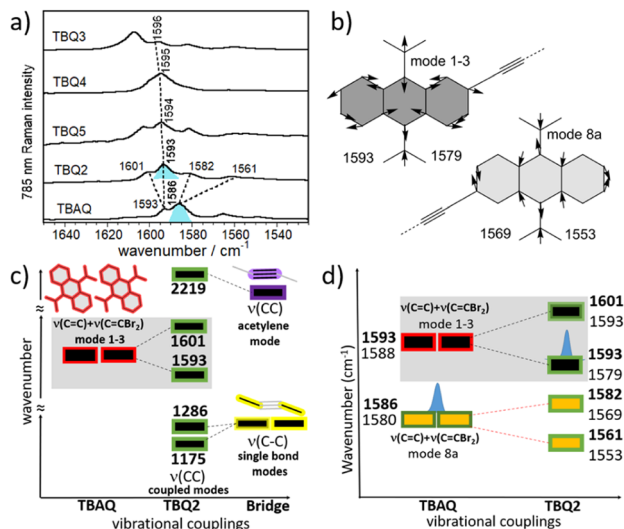 a)
785 nm Raman intensity
TBQ3
TBQ4
TBQ5
TBQ2
TBAQ
1596
1595
1594
1593
1601
1582
1561
1593
1586
1640
1620
1600
1580
1560
1540
wavenumber / cm⁻¹
b)
mode 1-3
1593
1579
mode 8a
1569
1553
c)
wavenumber
ν(C=C)+ν(C=CBr₂)
mode 1-3
2219
ν(CC)
acetylene
mode
1601
1593
1286
1175
ν(C-C)
single bond
modes
ν(CC)
coupled modes
TBAQ
TBQ2
Bridge
vibrational couplings
d)
Wavenumber (cm⁻¹)
ν(C=C)+ν(C=CBr₂)
mode 1-3
1601
1593
1593
1588
1593
1579
1586
1580
1582
1569
ν(C=C)+ν(C=CBr₂)
mode 8a
1561
1553
TBAQ
TBQ2
vibrational couplings